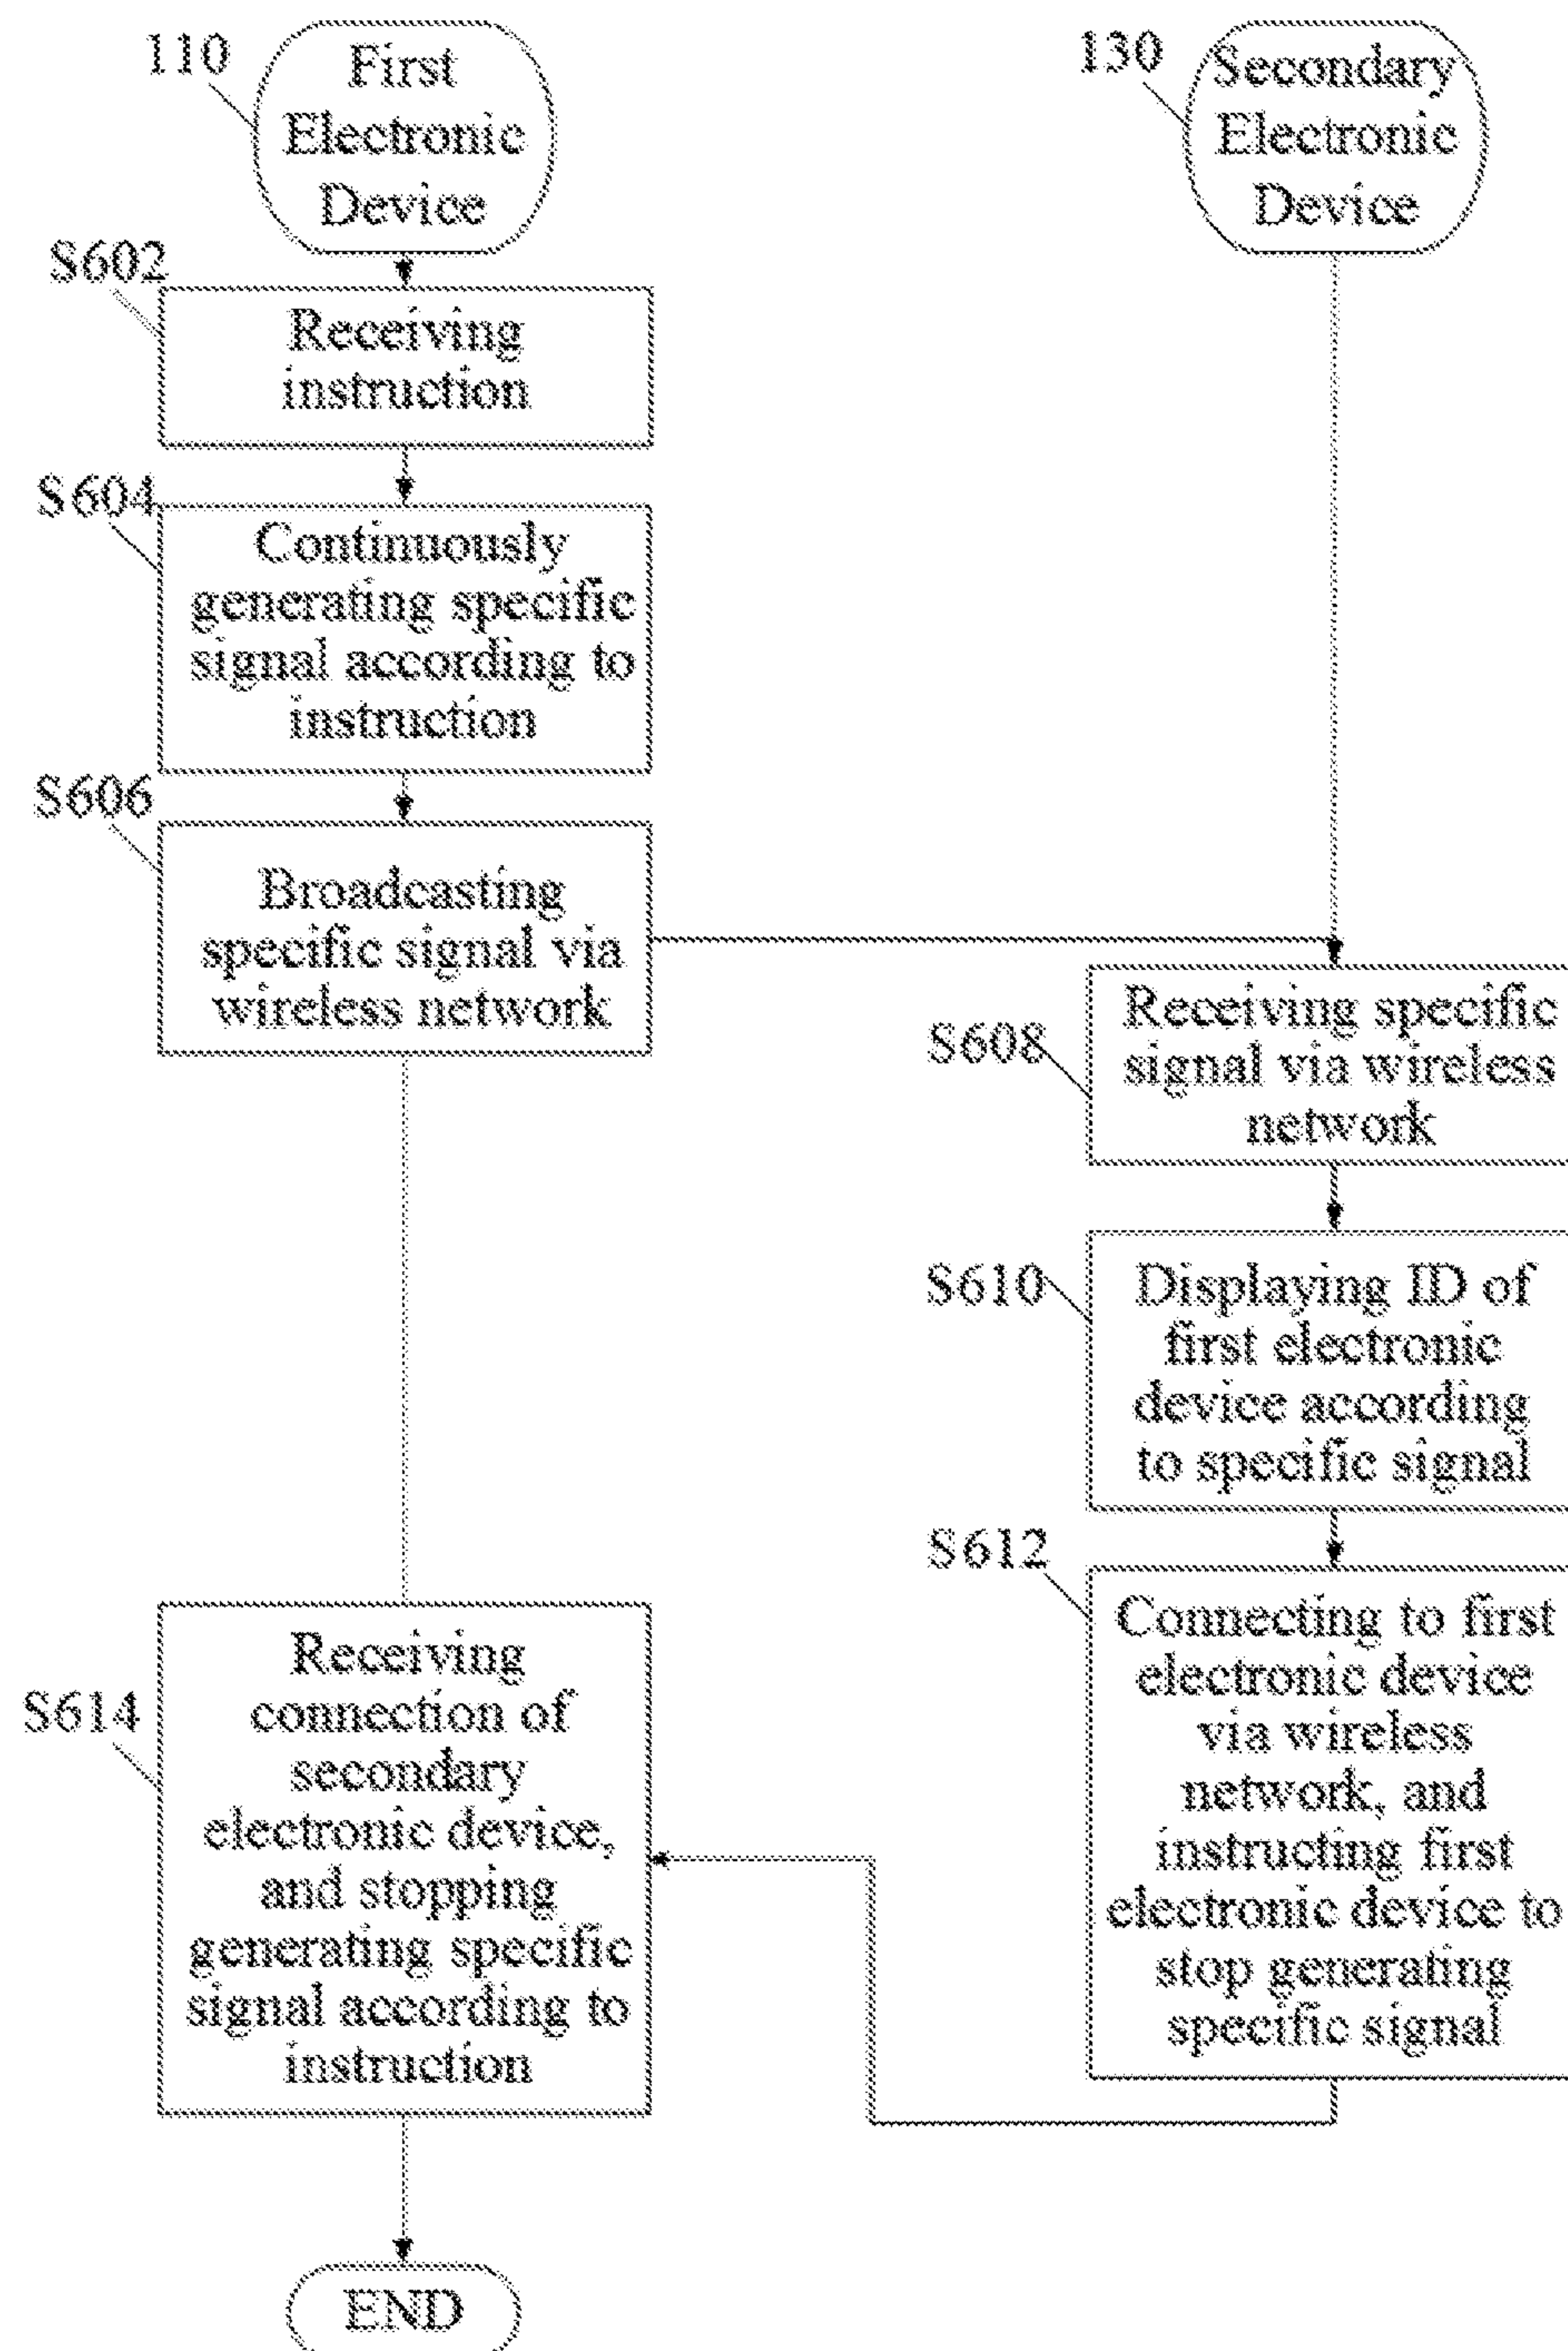 110
First
Electronic
Device
130
Secondary
Electronic
Device
S602
Receiving
instruction
S604
Continuously
generating specific
signal according to
instruction
S606
Broadcasting
specific signal via
wireless network
S608
Receiving specific
signal via wireless
network
S610
Displaying ID of
first electronic
device according
to specific signal
S612
Connecting to first
electronic device
via wireless
network, and
instructing first
electronic device to
stop generating
specific signal
S614
Receiving
connection of
secondary
electronic device,
and stopping
generating specific
signal according to
instruction
END